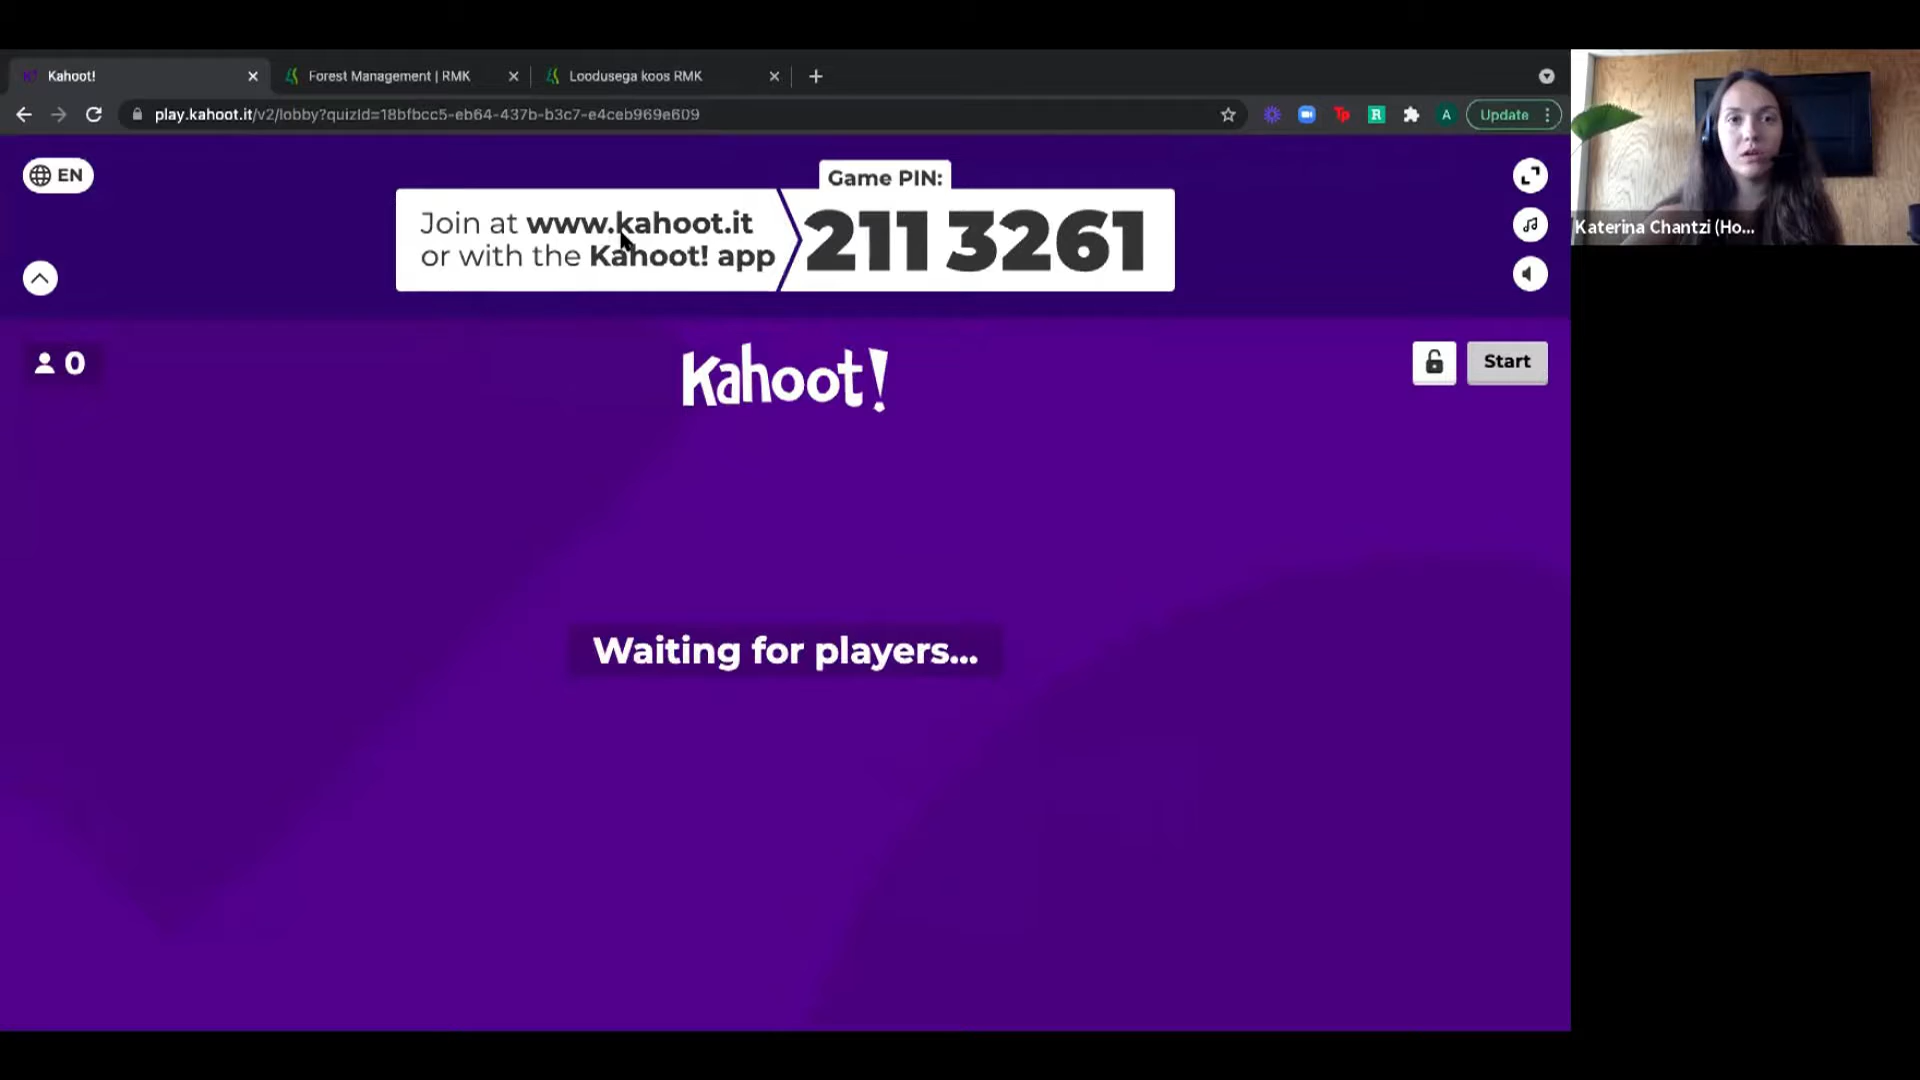 Kahoot!
Forest Management | RMK
Loodusega koos RMK
play.kahoot.it/v2/lobby?quizId=18bfbcc5-eb64-437b-b3c7-e4ceb969e609
Tp
R
A
Update
EN
Game PIN:
Join at www.kahoot.it
or with the Kahoot! app
211 3261
Katerina Chantzi (Ho...
0
Kahoot!
Start
Waiting for players...